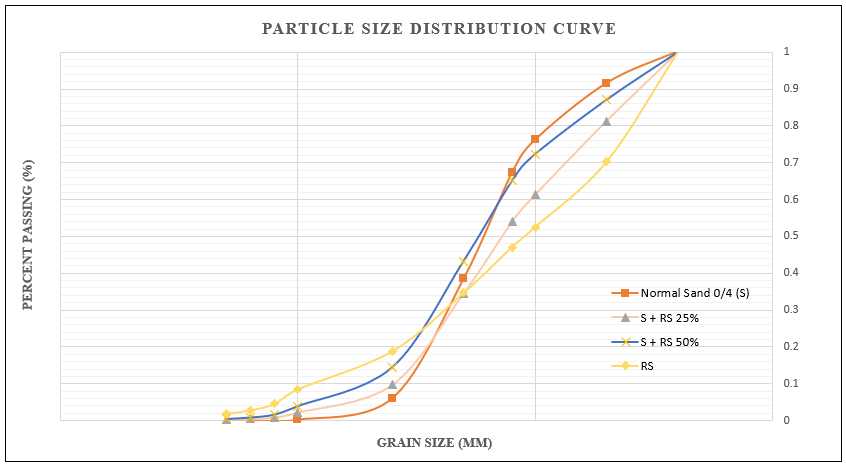 PARTICLE SIZE DISTRIBUTION CURVE
1
0.9
0.8
0.7
0.6
0.5
0.4
0.3
0.2
0.1
0
PERCENT PASSING (%)
Normal Sand 0/4 (S)
S + RS 25%
S + RS 50%
RS
GRAIN SIZE (MM)